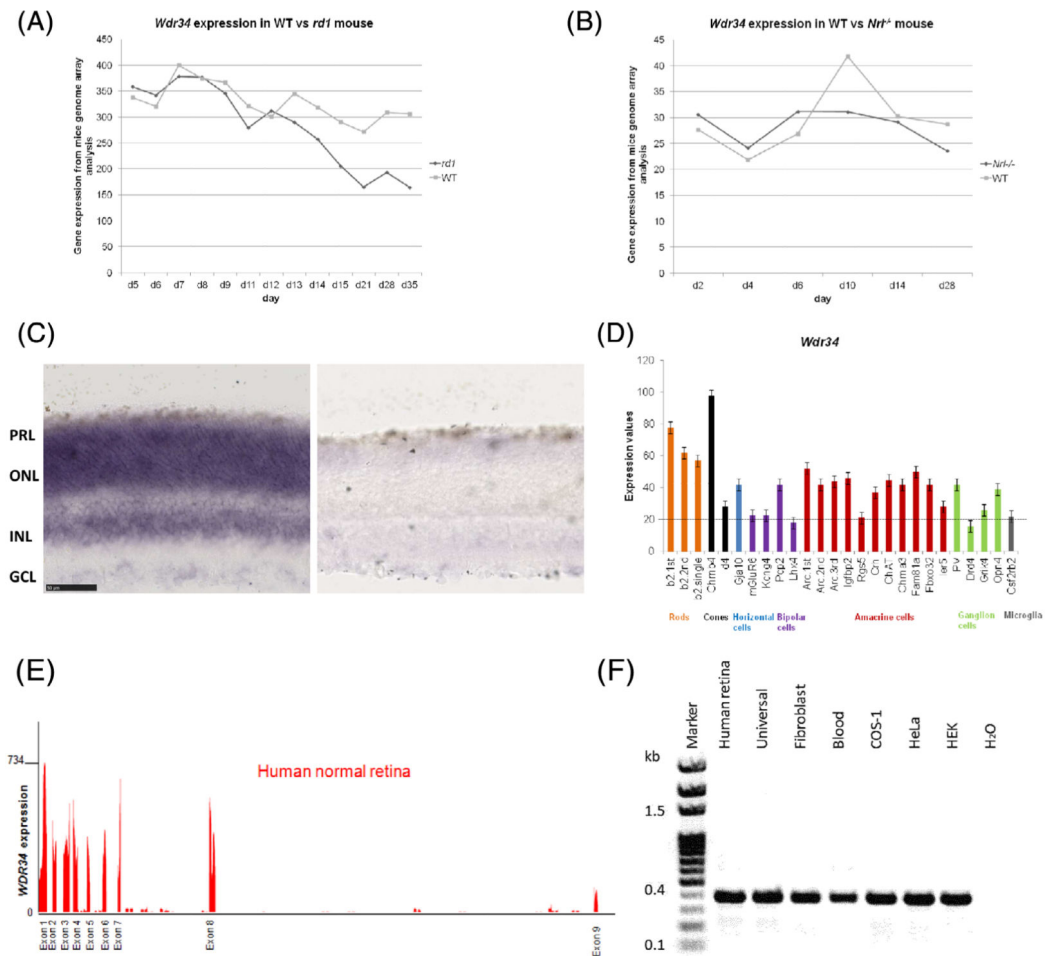 (A)
Wdr34 expression in WT vs rd1 mouse
Gene expression from mice genome array analysis
450
400
350
300
250
200
150
100
50
0
d5 d6 d7 d8 d9 d11 d12 d13 d14 d15 d21 d28 d35
day
rd1
WT
(B)
Wdr34 expression in WT vs Nrl-/- mouse
Gene expression from mice genome array analysis
45
40
35
30
25
20
15
10
5
0
d2 d4 d6 d10 d14 d28
day
Nrl-/-
WT
(C)
PRL
ONL
INL
GCL
(D)
Wdr34
Expression values
120
100
80
60
40
20
0
b2.1st b2.2nd b2.single Chrnb4 d4 Gja10 mGluR6 Kcng4 Pcp2 Lhx4 Arc.1st Arc.2nd Arc.3rd Igfbp2 Rgs5 Crh ChAT Chrna3 Fam81a Fbxo32 Ier5 PV Drd4 Grik4 Opn4 Csf2rb2
Rods Cones Horizontal cells Bipolar cells Amacrine cells Ganglion cells Microglia
(E)
WDR34 expression
734
0
Human normal retina
Exon 1 Exon 2 Exon 3 Exon 4 Exon 5 Exon 6 Exon 7 Exon 8 Exon 9
(F)
kb
Marker Human retina Universal Fibroblast Blood COS-1 HeLa HEK H₂O
1.5
0.4
0.1